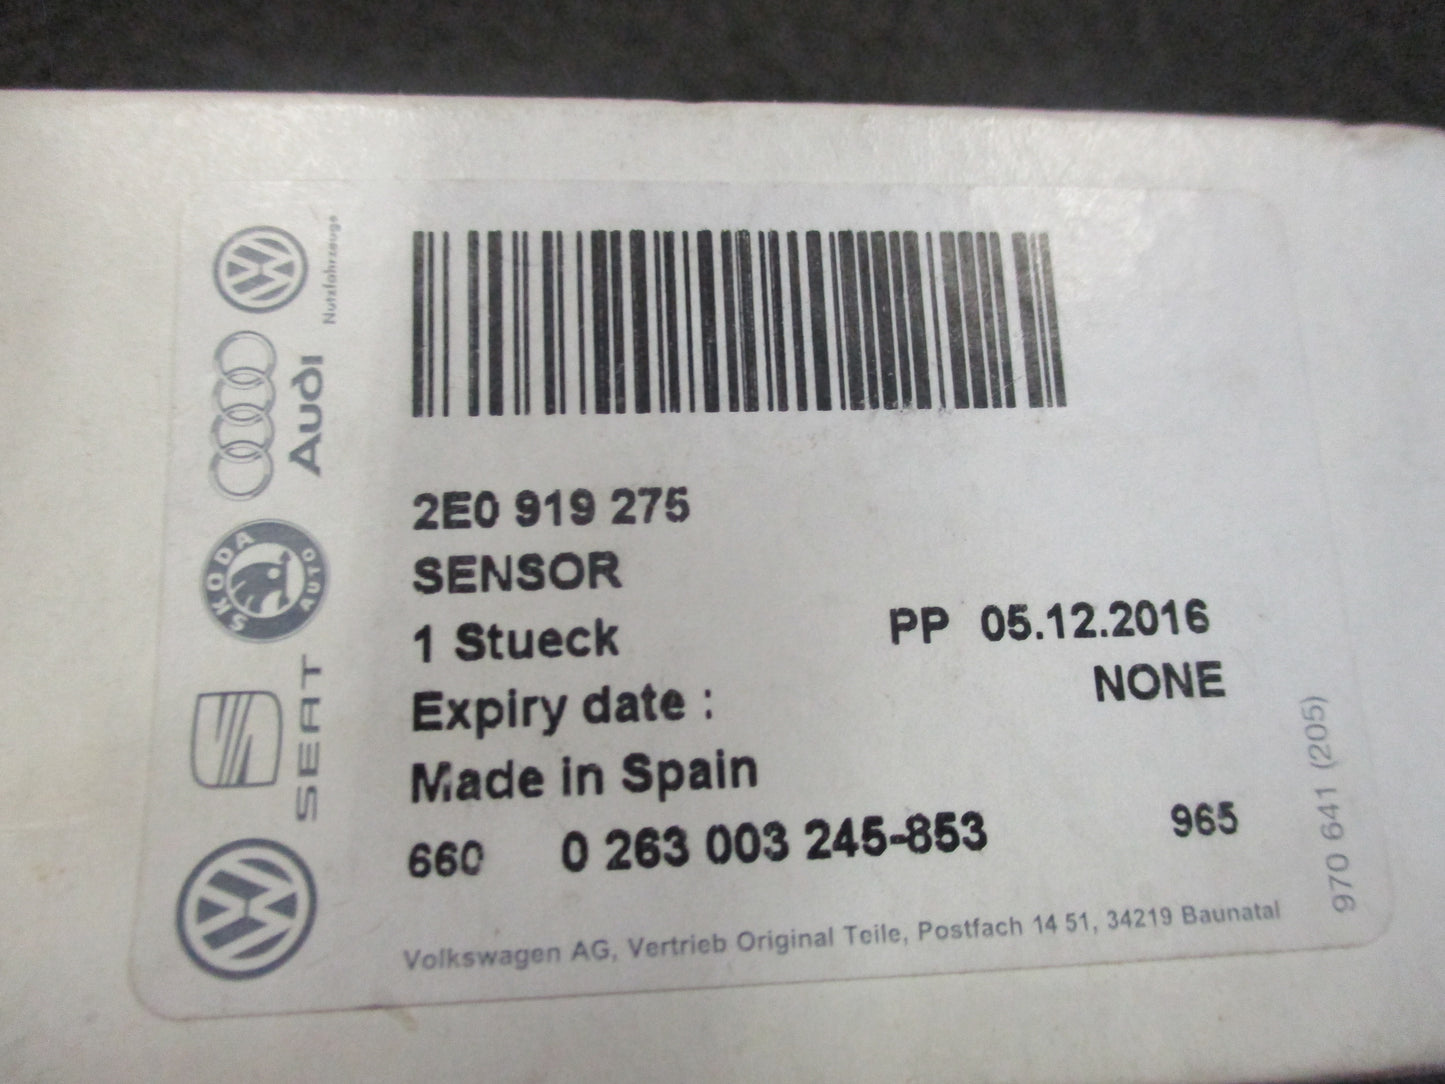 Nutzfahrzeuge
Audi
SKODA
AUTO
SEAT
2E0 919 275
SENSOR
1 Stueck PP 05.12.2016
Expiry date : NONE
Made in Spain
660 0 263 003 245-853 965
Volkswagen AG, Vertrieb Original Teile, Postfach 14 51, 34219 Baunatal
970 641 (205)